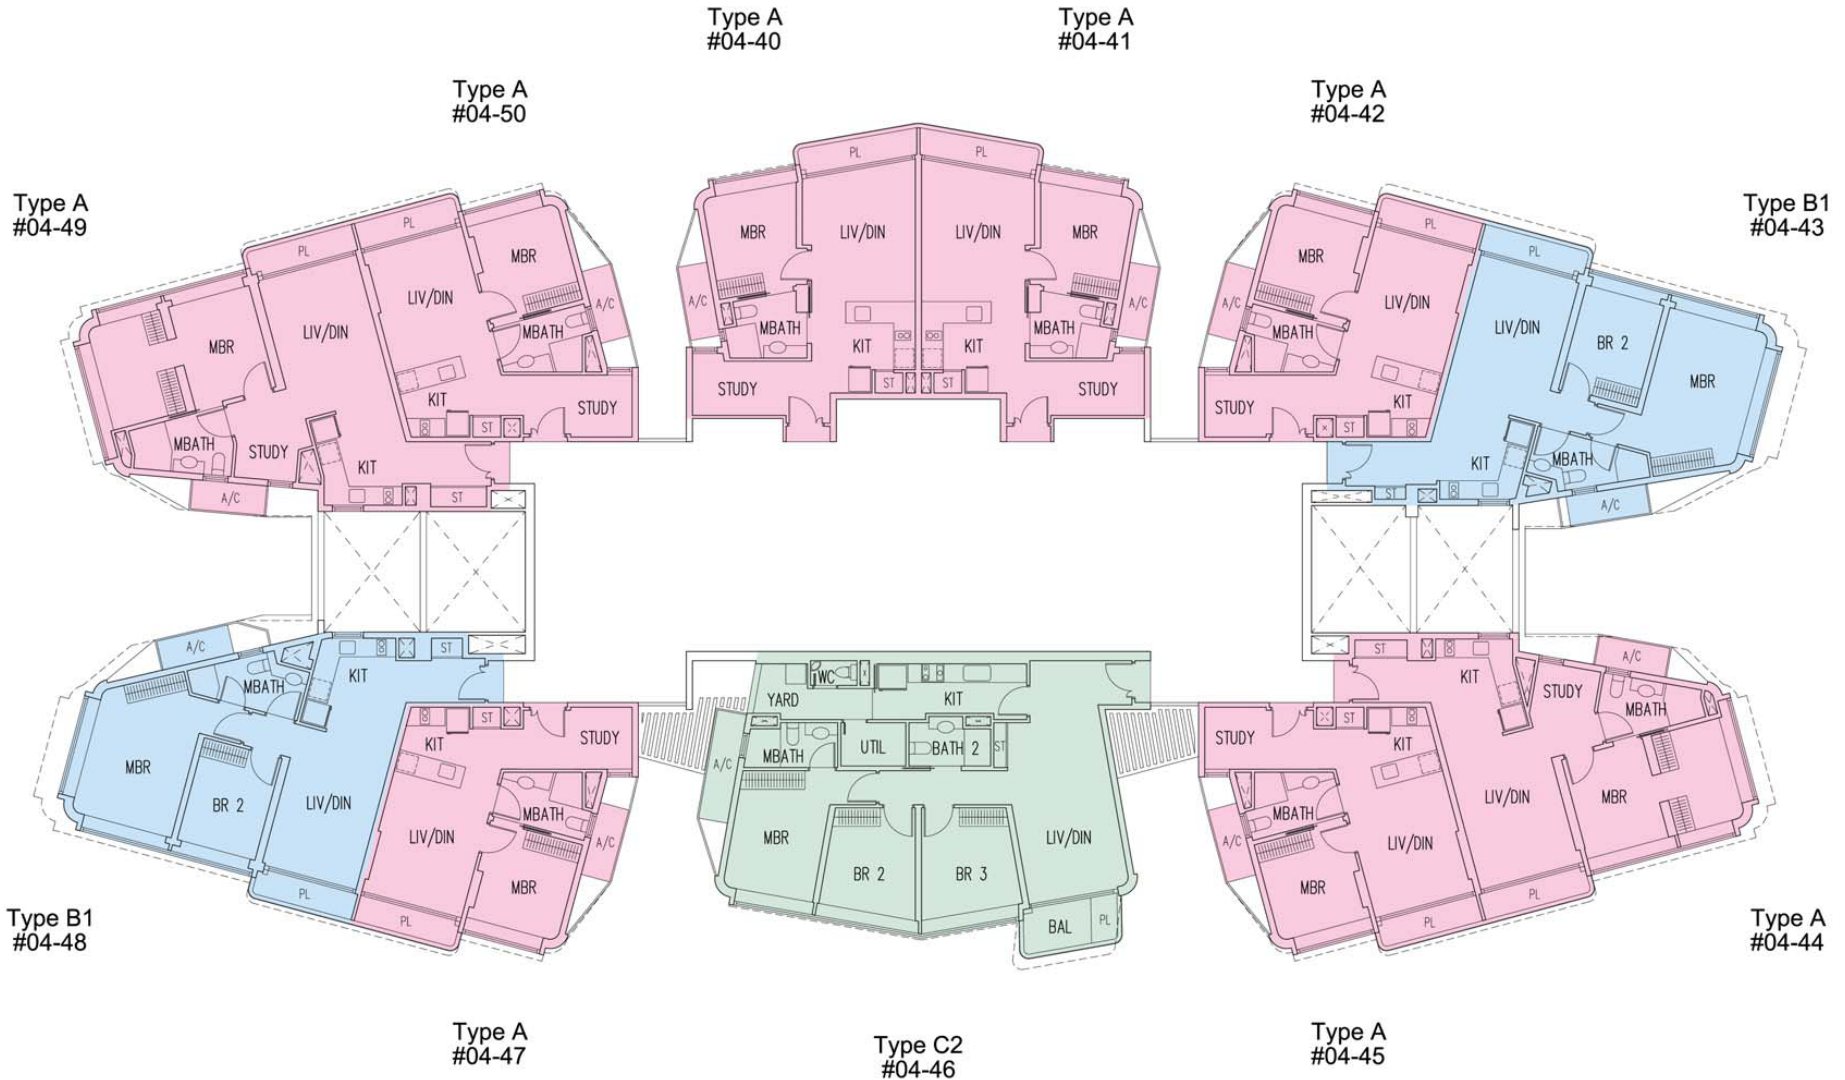 Type A
#04-40
Type A
#04-41
Type A
#04-50
Type A
#04-42
Type A
#04-49
Type B1
#04-43
PL
LIV/DIN
MBR
A/C
MBATH
KIT
ST
STUDY
PL
LIV/DIN
MBR
A/C
MBATH
KIT
ST
STUDY
PL
LIV/DIN
MBR
A/C
MBATH
KIT
ST
STUDY
PL
LIV/DIN
MBR
MBATH
STUDY
KIT
ST
A/C
PL
LIV/DIN
MBR
A/C
MBATH
KIT
ST
STUDY
PL
LIV/DIN
BR 2
MBR
MBATH
KIT
ST
A/C
A/C
KIT
ST
MBATH
MBR
BR 2
LIV/DIN
PL
KIT
ST
STUDY
MBATH
A/C
LIV/DIN
MBR
PL
WC
YARD
KIT
MBATH
UTIL
BATH 2
ST
A/C
MBR
BR 2
BR 3
LIV/DIN
BAL
PL
STUDY
ST
KIT
MBATH
A/C
LIV/DIN
MBR
PL
ST
KIT
A/C
STUDY
MBATH
LIV/DIN
MBR
PL
Type B1
#04-48
Type A
#04-44
Type A
#04-47
Type C2
#04-46
Type A
#04-45